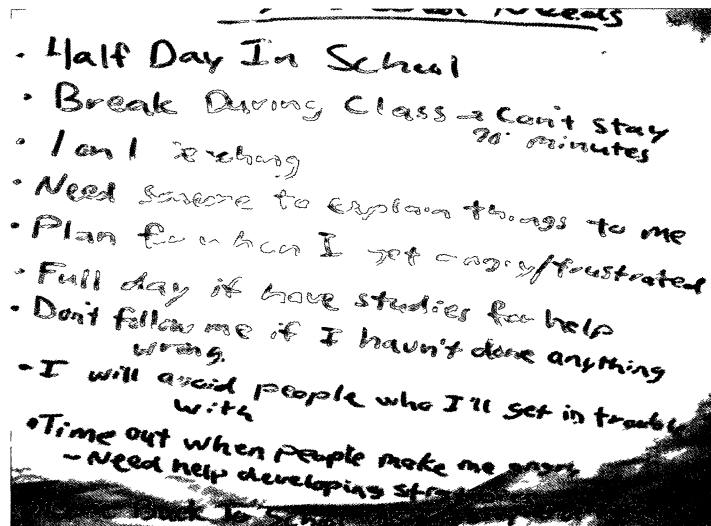 Needs
· Half Day In School
· Break During Class → Can't stay
90 minutes
· 1 on 1
· Need someone to explain things to me
· Plan for when I get angry/frustrated
· Full day if have studies for help
· Don't follow me if I havn't done anything
wrong.
· I will avoid people who I'll get in trouble
with
· Time out when people make me angry
- Need help developing
Back To